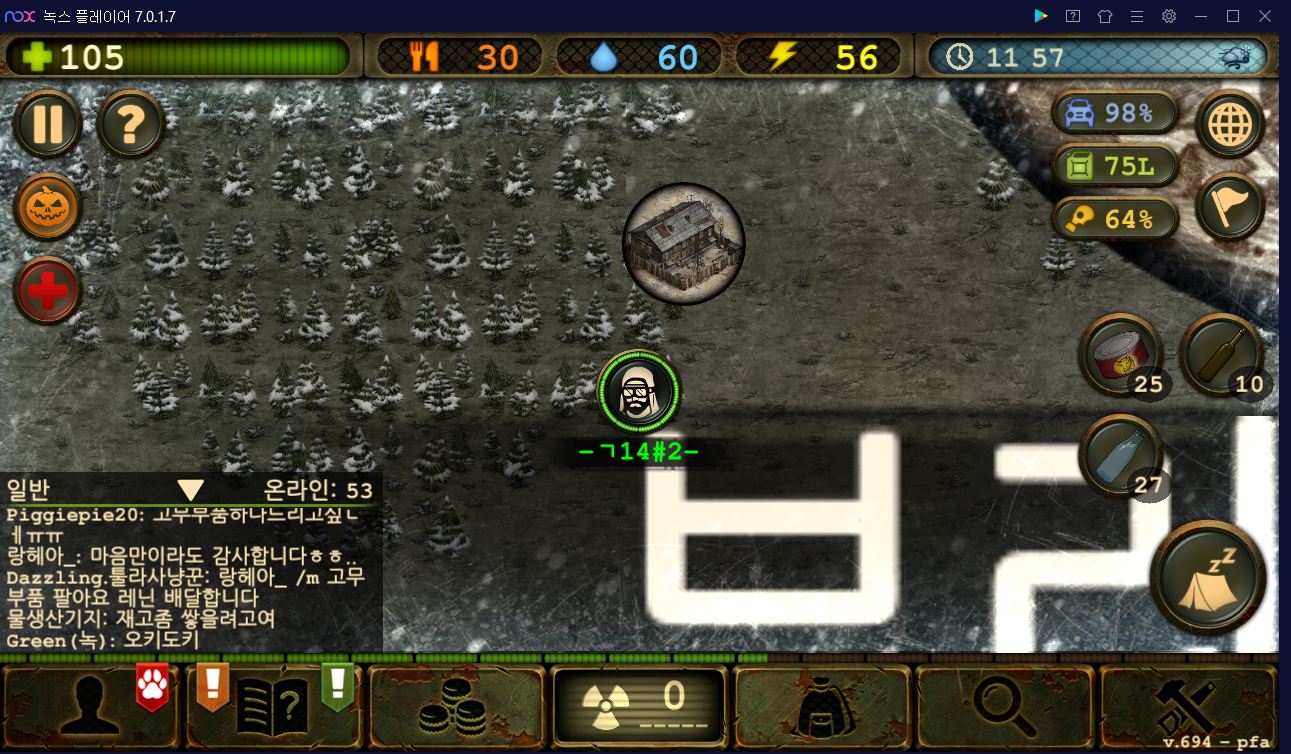 nox 녹스 플레이어 7.0.1.7
105 30 60 56 11 57
98%
75L
64%
25 10
27
-ㄱ14#2-
일반 온라인: 53
Piggiepie20: 고무부품하나드리고싶ㄴ
ㅔㅠㅠ
랑헤아_: 마음만이라도 감사합니다ㅎㅎ..
Dazzling.툴라사냥꾼: 랑헤아_ /m 고무
부품 팔아요 레닌 배달합니다
물생산기지: 재고좀 쌓을려고여
Green(녹): 오키도키
0
v.694 - pfa